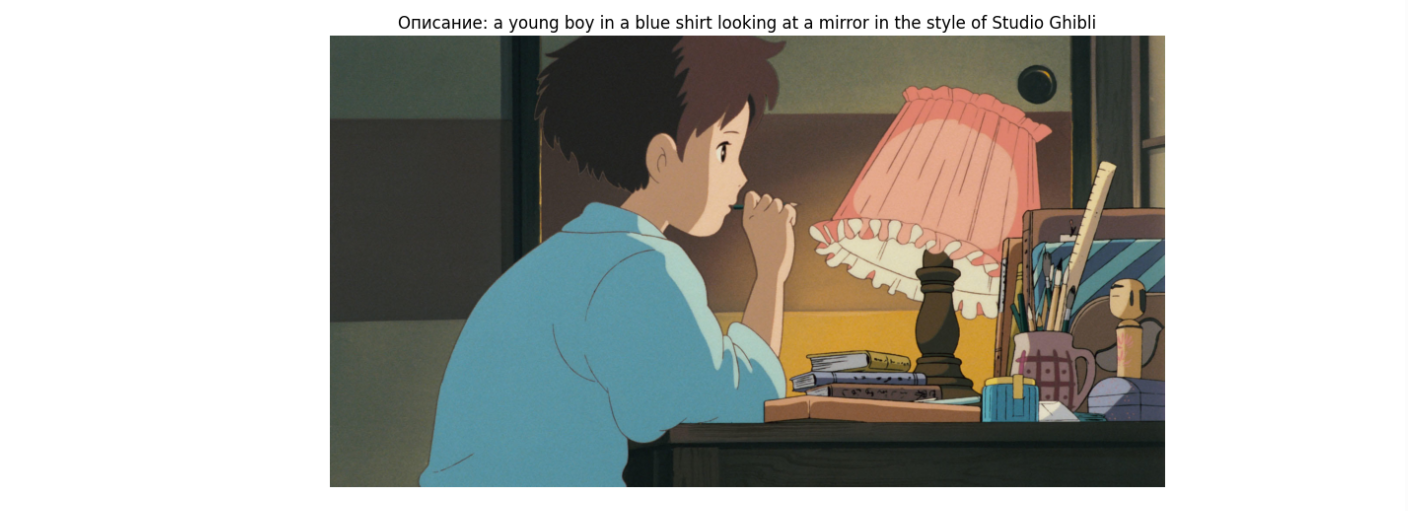 Описание: a young boy in a blue shirt looking at a mirror in the style of Studio Ghibli